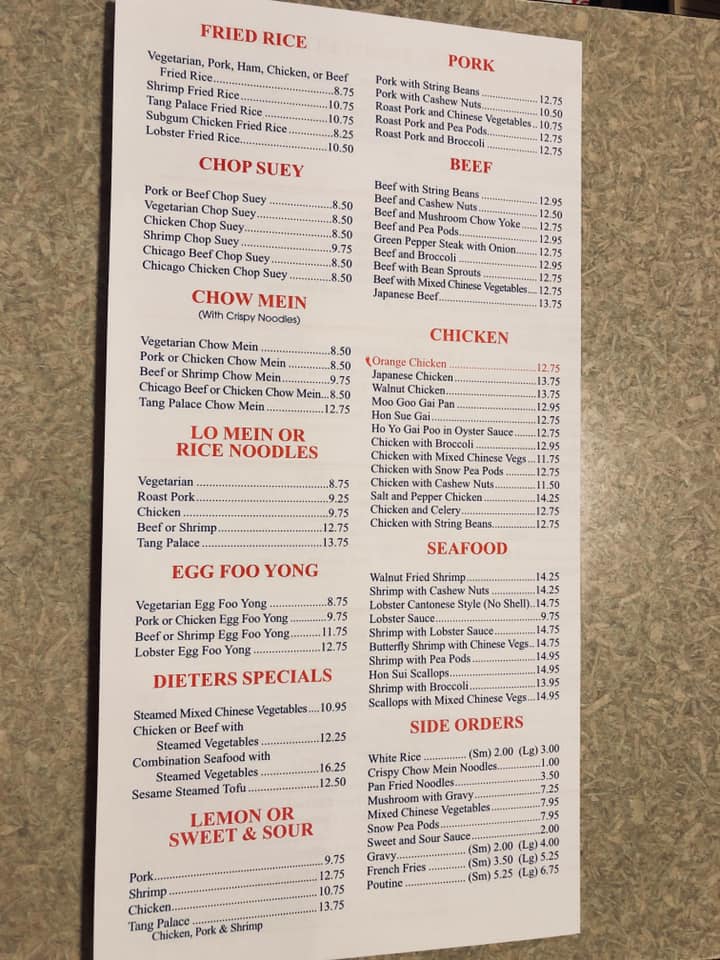 FRIED RICE
Vegetarian, Pork, Ham, Chicken, or Beef
Fried Rice..............................8.75
Shrimp Fried Rice.........................10.75
Tang Palace Fried Rice ...................10.75
Subgum Chicken Fried Rice ............8.25
Lobster Fried Rice.........................10.50
CHOP SUEY
Pork or Beef Chop Suey ................8.50
Vegetarian Chop Suey...................8.50
Chicken Chop Suey......................8.50
Shrimp Chop Suey .......................9.75
Chicago Beef Chop Suey...............8.50
Chicago Chicken Chop Suey ..........8.50
CHOW MEIN
(With Crispy Noodles)
Vegetarian Chow Mein ..................8.50
Pork or Chicken Chow Mein ...........8.50
Beef or Shrimp Chow Mein.............9.75
Chicago Beef or Chicken Chow Mein...8.50
Tang Palace Chow Mein ...............12.75
LO MEIN OR
RICE NOODLES
Vegetarian ..................................8.75
Roast Pork..................................9.25
Chicken .....................................9.75
Beef or Shrimp...........................12.75
Tang Palace ...............................13.75
EGG FOO YONG
Vegetarian Egg Foo Yong ..............8.75
Pork or Chicken Egg Foo Yong ........9.75
Beef or Shrimp Egg Foo Yong.........11.75
Lobster Egg Foo Yong .................12.75
DIETERS SPECIALS
Steamed Mixed Chinese Vegetables....10.95
Chicken or Beef with
Steamed Vegetables ...............12.25
Combination Seafood with
Steamed Vegetables ...............16.25
Sesame Steamed Tofu...................12.50
LEMON OR
SWEET & SOUR
Pork..........................................9.75
Shrimp ......................................12.75
Chicken.....................................10.75
Tang Palace ...............................13.75
Chicken, Pork & Shrimp
PORK
Pork with String Beans ...................12.75
Pork with Cashew Nuts..................10.50
Roast Pork and Chinese Vegetables..10.75
Roast Pork and Pea Pods...............12.75
Roast Pork and Broccoli ................12.75
BEEF
Beef with String Beans ..................12.95
Beef and Cashew Nuts...................12.50
Beef and Mushroom Chow Yoke ....12.75
Beef and Pea Pods.......................12.95
Green Pepper Steak with Onion.......12.75
Beef and Broccoli ........................12.95
Beef with Bean Sprouts .................12.75
Beef with Mixed Chinese Vegetables....12.75
Japanese Beef.............................13.75
CHICKEN
Orange Chicken ...........................12.75
Japanese Chicken.........................13.75
Walnut Chicken...........................13.75
Moo Goo Gai Pan ........................12.95
Hon Sue Gai...............................12.75
Ho Yo Gai Poo in Oyster Sauce.......12.75
Chicken with Broccoli ...................12.95
Chicken with Mixed Chinese Vegs ...11.75
Chicken with Snow Pea Pods .........12.75
Chicken with Cashew Nuts.............11.50
Salt and Pepper Chicken ................14.25
Chicken and Celery.......................12.75
Chicken with String Beans..............12.75
SEAFOOD
Walnut Fried Shrimp.....................14.25
Shrimp with Cashew Nuts .............14.25
Lobster Cantonese Style (No Shell)..14.75
Lobster Sauce..............................9.75
Shrimp with Lobster Sauce.............14.75
Butterfly Shrimp with Chinese Vegs..14.75
Shrimp with Pea Pods ...................14.95
Hon Sui Scallops..........................14.95
Shrimp with Broccoli.....................13.95
Scallops with Mixed Chinese Vegs...14.95
SIDE ORDERS
White Rice .............. (Sm) 2.00 (Lg) 3.00
Crispy Chow Mein Noodles............1.00
Pan Fried Noodles........................3.50
Mushroom with Gravy...................7.25
Mixed Chinese Vegetables..............7.95
Snow Pea Pods............................7.95
Sweet and Sour Sauce...................2.00
Gravy..................... (Sm) 2.00 (Lg) 4.00
French Fries ............ (Sm) 3.50 (Lg) 5.25
Poutine .................. (Sm) 5.25 (Lg) 6.75